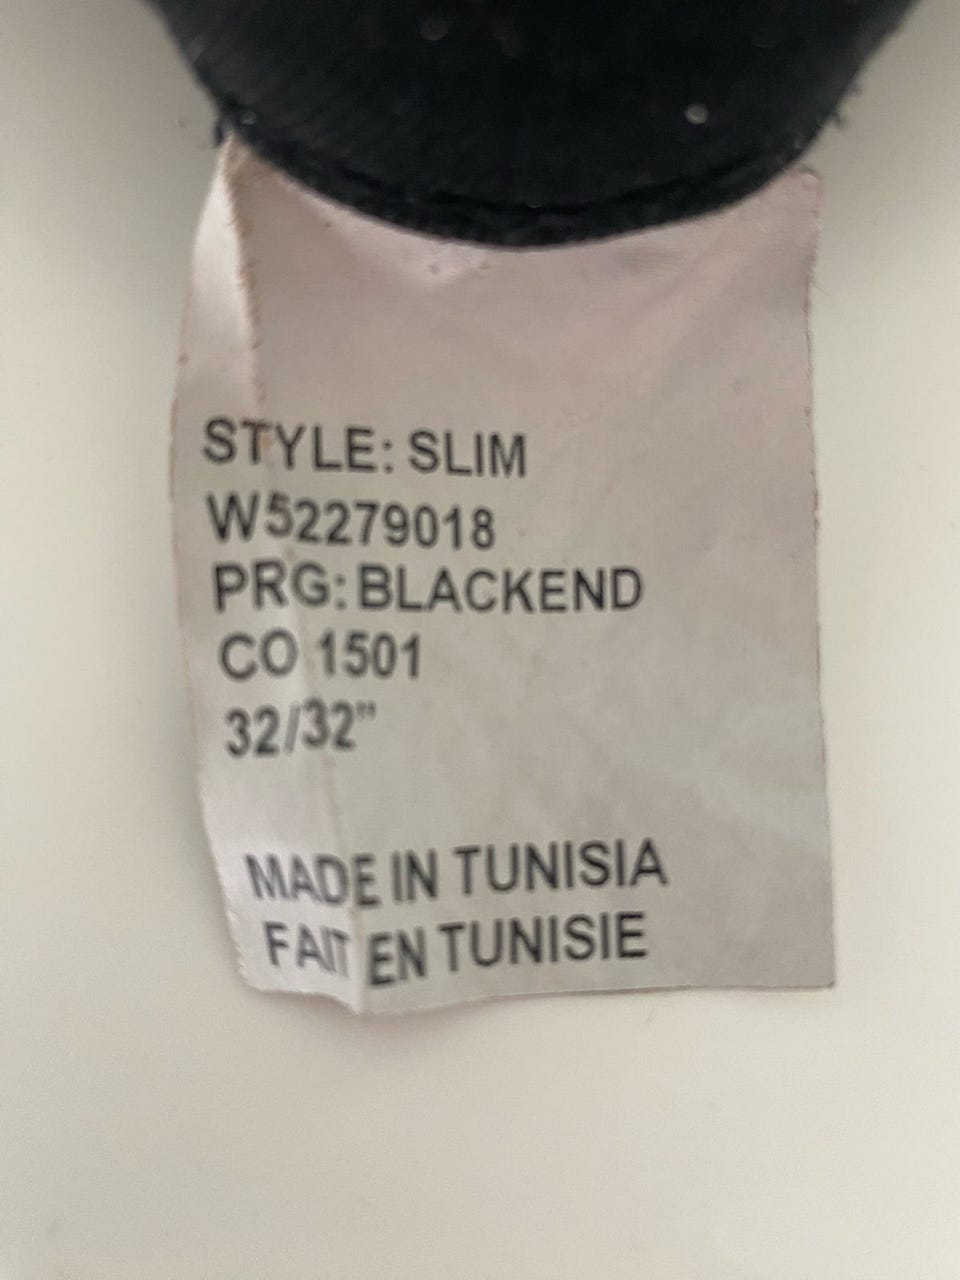 STYLE: SLIM
W52279018
PRG: BLACKEND
CO 1501
32/32"
MADE IN TUNISIA
FAIT EN TUNISIE